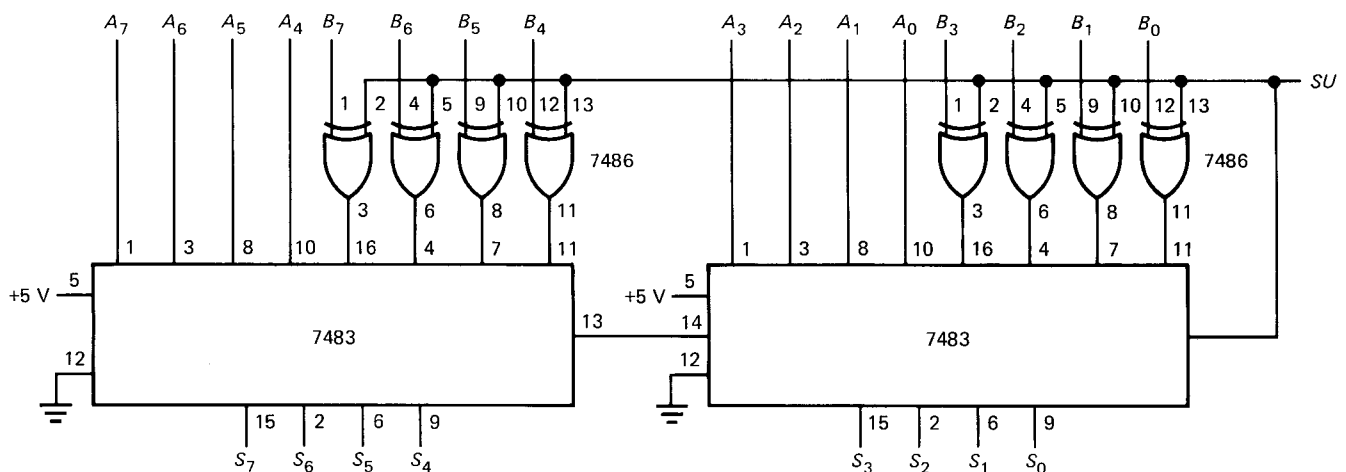 A7 A6 A5 A4 B7 B6 B5 B4 A3 A2 A1 A0 B3 B2 B1 B0
SU
1 2 4 5 9 10 12 13 1 2 4 5 9 10 12 13
7486 7486
3 6 8 11 3 6 8 11
1 3 8 10 16 4 7 11 1 3 8 10 16 4 7 11
+5 V 5 +5 V 5
7483 13 14 7483
12 12
15 2 6 9 15 2 6 9
S7 S6 S5 S4 S3 S2 S1 S0